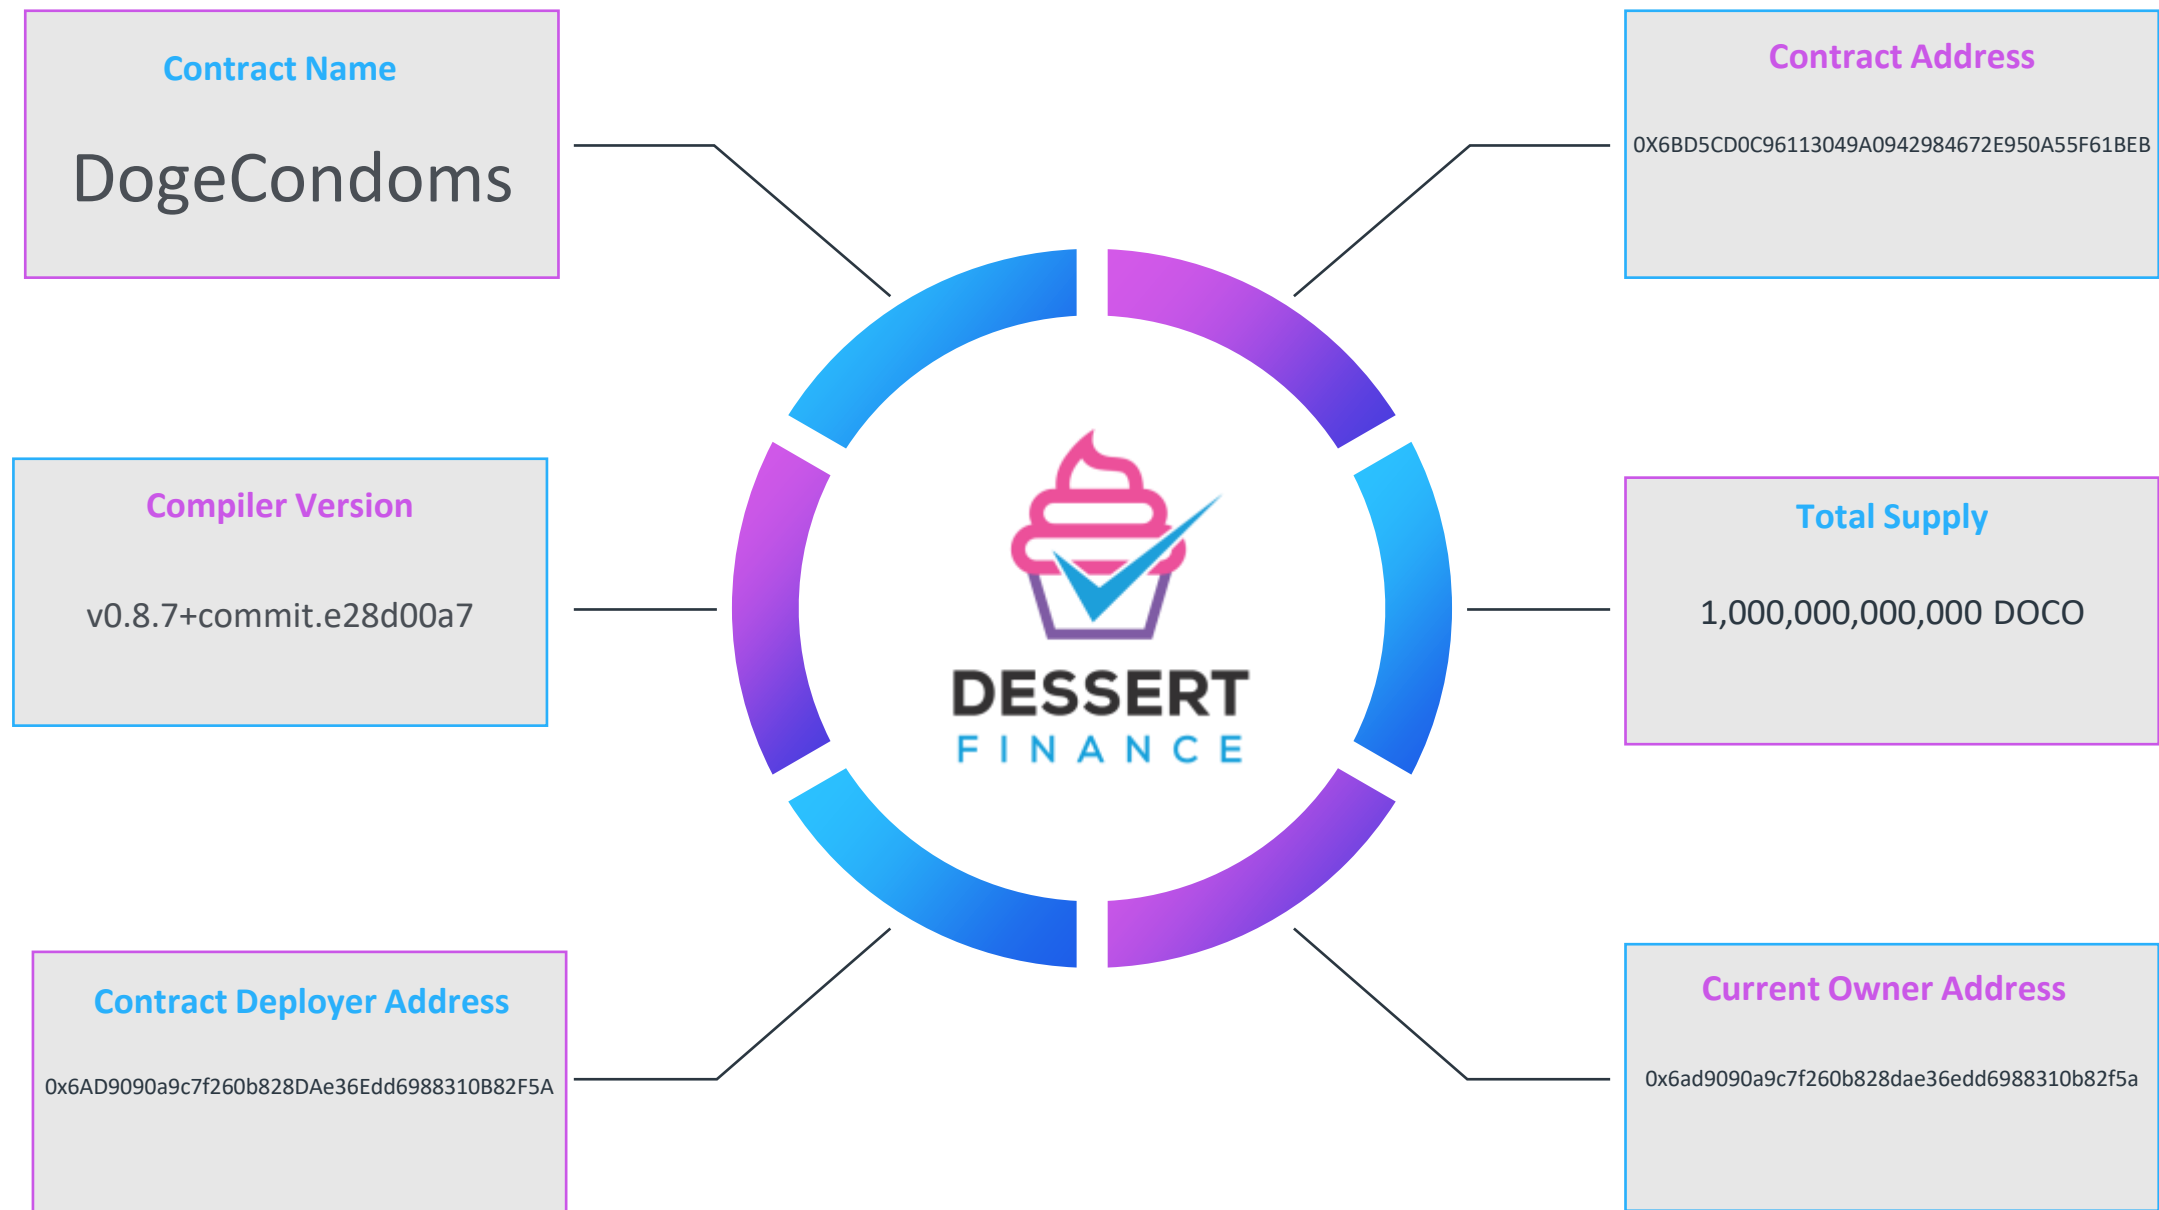 Contract Name
DogeCondoms
Contract Address
0X6BD5CD0C96113049A0942984672E950A55F61BEB
Compiler Version
v0.8.7+commit.e28d00a7
DESSERT
FINANCE
Total Supply
1,000,000,000,000 DOCO
Contract Deployer Address
0x6AD9090a9c7f260b828DAe36Edd6988310B82F5A
Current Owner Address
0x6ad9090a9c7f260b828dae36edd6988310b82f5a